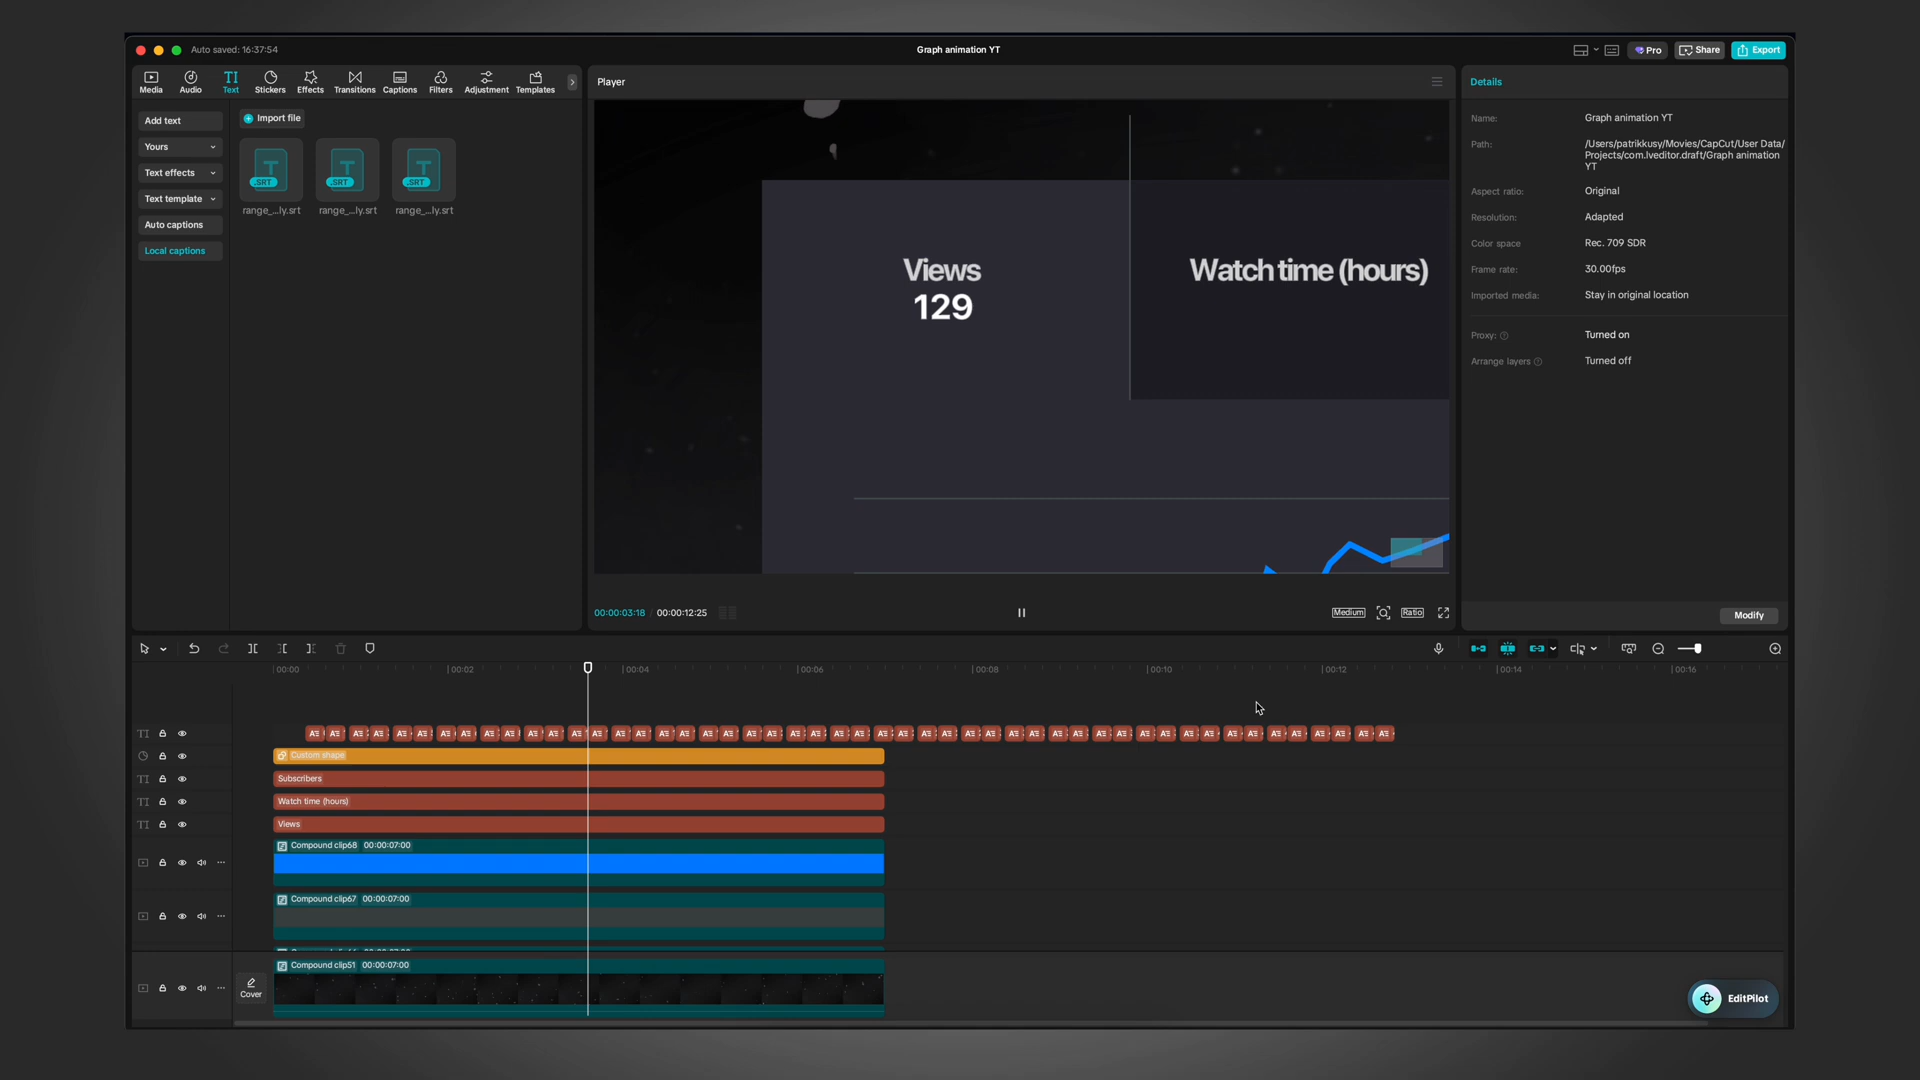 Auto saved: 16:37:54
Graph animation YT
Pro
Share
Export
Media
Audio
TI
Text
Stickers
Effects
Transitions
Captions
Filters
Adjustment
Templates
Add text
Yours
Text effects
Text template
Auto captions
Local captions
Import file
.SRT
.SRT
.SRT
range_...ly.srt
range_...ly.srt
range_...ly.srt
Player
Views
129
Watch time (hours)
00:00:03:18 / 00:00:12:25
Medium
Ratio
Details
Name:
Graph animation YT
Path:
/Users/patrikkusy/Movies/CapCut/User Data/
Projects/com.lveditor.draft/Graph animation
YT
Aspect ratio:
Original
Resolution:
Adapted
Color space
Rec. 709 SDR
Frame rate:
30.00fps
Imported media:
Stay in original location
Proxy:
Turned on
Arrange layers
Turned off
Modify
00:00
00:02
00:04
00:06
00:08
00:10
00:12
00:14
00:16
Custom shape
Subscribers
Watch time (hours)
Views
Compound clip68 00:00:07:00
Compound clip67 00:00:07:00
Compound clip51 00:00:07:00
Cover
EditPilot